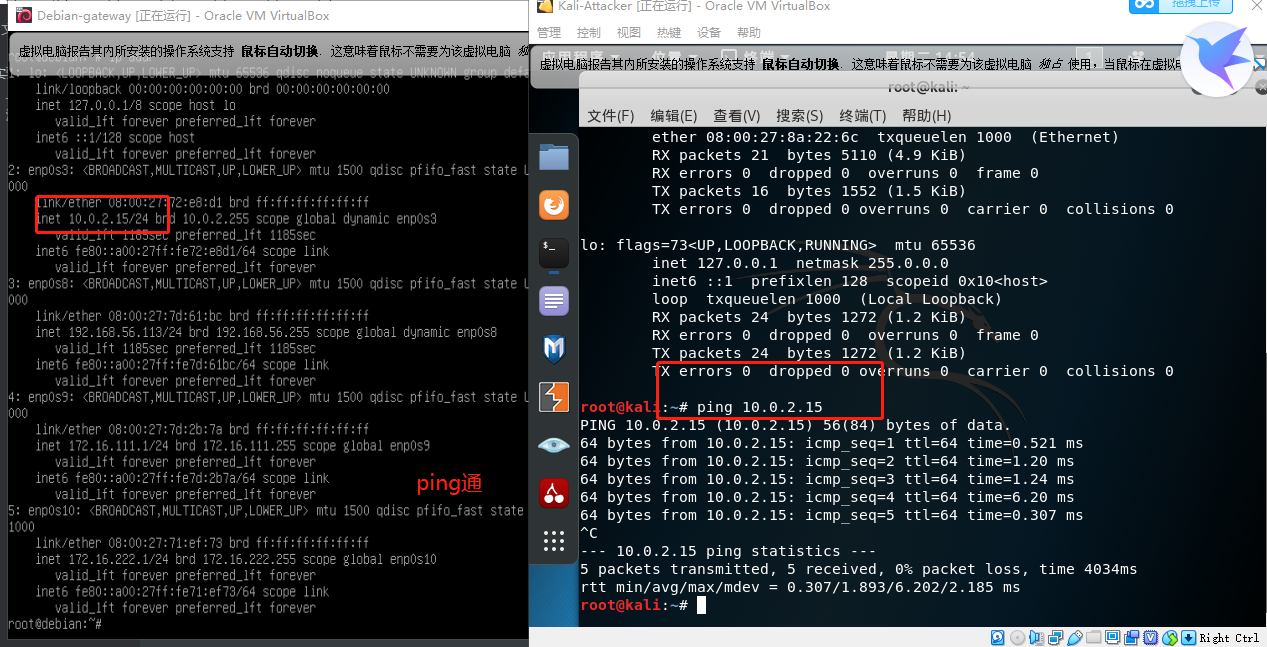 Debian-gateway [正在运行] - Oracle VM VirtualBox
虚拟电脑报告其内所安装的操作系统支持 鼠标自动切换. 这意味着鼠标不需要为该虚拟电脑
1: lo: <LOOPBACK,UP,LOWER_UP> mtu 65536 qdisc noqueue state UNKNOWN group defa
link/loopback 00:00:00:00:00:00 brd 00:00:00:00:00:00
inet 127.0.0.1/8 scope host lo
valid_lft forever preferred_lft forever
inet6 ::1/128 scope host
valid_lft forever preferred_lft forever
2: enp0s3: <BROADCAST,MULTICAST,UP,LOWER_UP> mtu 1500 qdisc pfifo_fast state U
000
link/ether 08:00:27:72:e8:d1 brd ff:ff:ff:ff:ff:ff
inet 10.0.2.15/24 brd 10.0.2.255 scope global dynamic enp0s3
valid_lft 1185sec preferred_lft 1185sec
inet6 fe80::a00:27ff:fe72:e8d1/64 scope link
valid_lft forever preferred_lft forever
3: enp0s8: <BROADCAST,MULTICAST,UP,LOWER_UP> mtu 1500 qdisc pfifo_fast state U
000
link/ether 08:00:27:7d:61:bc brd ff:ff:ff:ff:ff:ff
inet 192.168.56.113/24 brd 192.168.56.255 scope global dynamic enp0s8
valid_lft 1185sec preferred_lft 1185sec
inet6 fe80::a00:27ff:fe7d:61bc/64 scope link
valid_lft forever preferred_lft forever
4: enp0s9: <BROADCAST,MULTICAST,UP,LOWER_UP> mtu 1500 qdisc pfifo_fast state U
000
link/ether 08:00:27:7d:2b:7a brd ff:ff:ff:ff:ff:ff
inet 172.16.111.1/24 brd 172.16.111.255 scope global enp0s9
valid_lft forever preferred_lft forever
inet6 fe80::a00:27ff:fe7d:2b7a/64 scope link
valid_lft forever preferred_lft forever
ping通
5: enp0s10: <BROADCAST,MULTICAST,UP,LOWER_UP> mtu 1500 qdisc pfifo_fast state
1000
link/ether 08:00:27:71:ef:73 brd ff:ff:ff:ff:ff:ff
inet 172.16.222.1/24 brd 172.16.222.255 scope global enp0s10
valid_lft forever preferred_lft forever
inet6 fe80::a00:27ff:fe71:ef73/64 scope link
valid_lft forever preferred_lft forever
root@debian:~#
Kali-Attacker [正在运行] - Oracle VM VirtualBox
拖拽上传
管理 控制 视图 热键 设备 帮助
虚拟电脑报告其内所安装的操作系统支持 鼠标自动切换. 这意味着鼠标不需要为该虚拟电脑 独占 使用,当鼠标在虚拟
root@kali: ~
文件(F) 编辑(E) 查看(V) 搜索(S) 终端(T) 帮助(H)
ether 08:00:27:8a:22:6c txqueuelen 1000 (Ethernet)
RX packets 21 bytes 5110 (4.9 KiB)
RX errors 0 dropped 0 overruns 0 frame 0
TX packets 16 bytes 1552 (1.5 KiB)
TX errors 0 dropped 0 overruns 0 carrier 0 collisions 0
lo: flags=73<UP,LOOPBACK,RUNNING> mtu 65536
inet 127.0.0.1 netmask 255.0.0.0
inet6 ::1 prefixlen 128 scopeid 0x10<host>
loop txqueuelen 1000 (Local Loopback)
RX packets 24 bytes 1272 (1.2 KiB)
RX errors 0 dropped 0 overruns 0 frame 0
TX packets 24 bytes 1272 (1.2 KiB)
TX errors 0 dropped 0 overruns 0 carrier 0 collisions 0
root@kali:~# ping 10.0.2.15
PING 10.0.2.15 (10.0.2.15) 56(84) bytes of data.
64 bytes from 10.0.2.15: icmp_seq=1 ttl=64 time=0.521 ms
64 bytes from 10.0.2.15: icmp_seq=2 ttl=64 time=1.20 ms
64 bytes from 10.0.2.15: icmp_seq=3 ttl=64 time=1.24 ms
64 bytes from 10.0.2.15: icmp_seq=4 ttl=64 time=6.20 ms
64 bytes from 10.0.2.15: icmp_seq=5 ttl=64 time=0.307 ms
^C
--- 10.0.2.15 ping statistics ---
5 packets transmitted, 5 received, 0% packet loss, time 4034ms
rtt min/avg/max/mdev = 0.307/1.893/6.202/2.185 ms
root@kali:~#
Right Ctrl